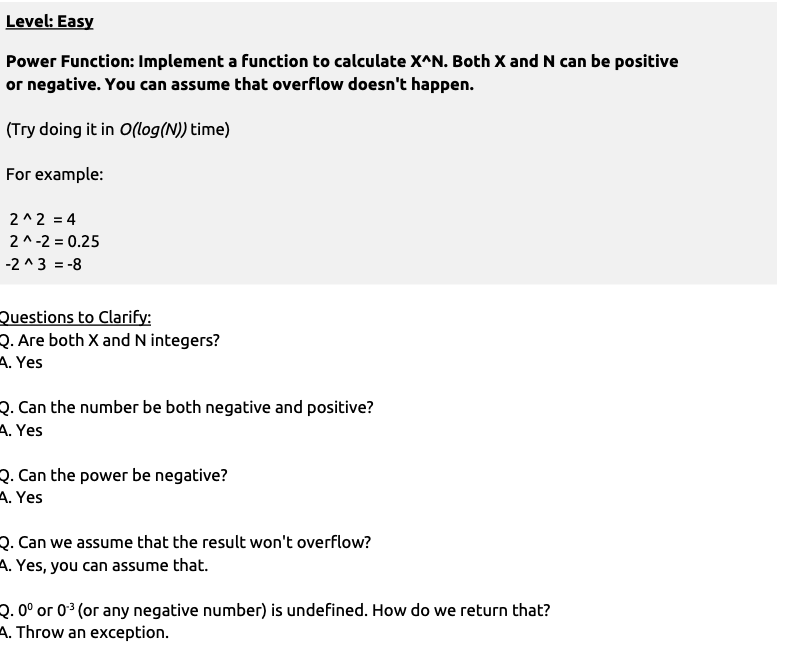 Level: Easy
Power Function: Implement a function to calculate X^N. Both X and N can be positive
or negative. You can assume that overflow doesn't happen.
(Try doing it in O(log(N)) time)
For example:
2 ^ 2 = 4
2 ^ -2 = 0.25
-2 ^ 3 = -8
Questions to Clarify:
Q. Are both X and N integers?
A. Yes
Q. Can the number be both negative and positive?
A. Yes
Q. Can the power be negative?
A. Yes
Q. Can we assume that the result won't overflow?
A. Yes, you can assume that.
Q. 0⁰ or 0⁻³ (or any negative number) is undefined. How do we return that?
A. Throw an exception.